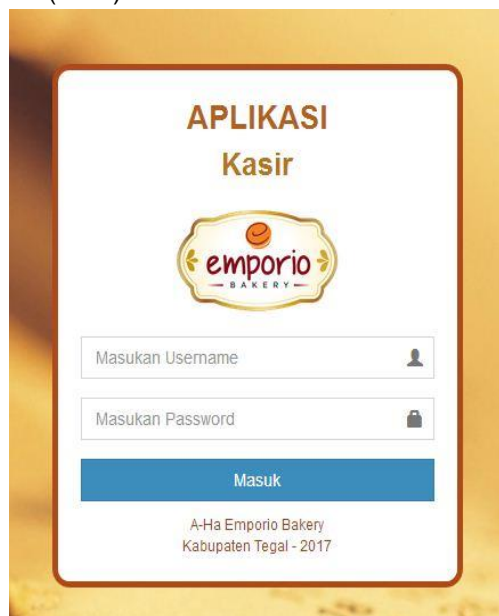 APLIKASI
Kasir
emporio
BAKERY
Masukan Username
Masukan Password
Masuk
A-Ha Emporio Bakery
Kabupaten Tegal - 2017